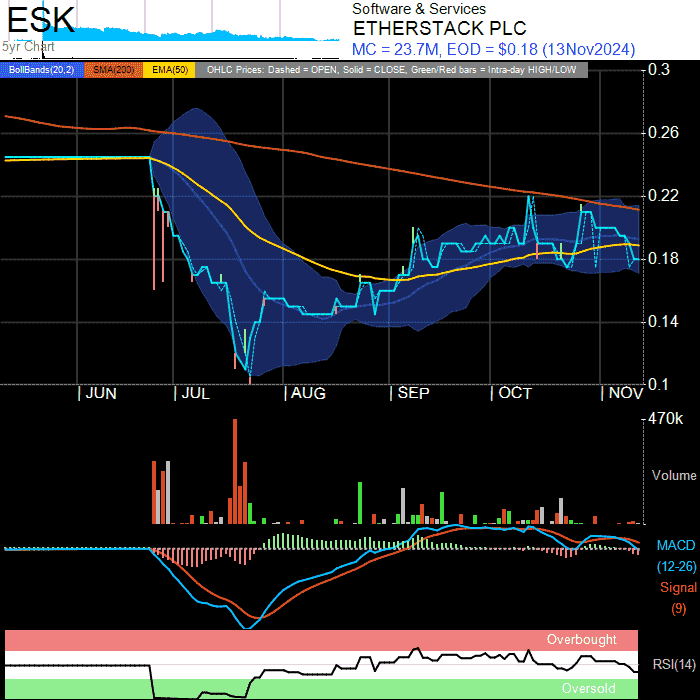 ESK
5yr Chart
Software & Services
ETHERSTACK PLC
MC = 23.7M, EOD = $0.18 (13Nov2024)
BollBands(20,2) SMA(200) EMA(50) OHLC Prices: Dashed = OPEN, Solid = CLOSE, Green/Red bars = Intra-day HIGH/LOW
0.3
0.26
0.22
0.18
0.14
0.1
JUN JUL AUG SEP OCT NOV
470k
Volume
MACD
(12-26)
Signal
(9)
Overbought
RSI(14)
Oversold